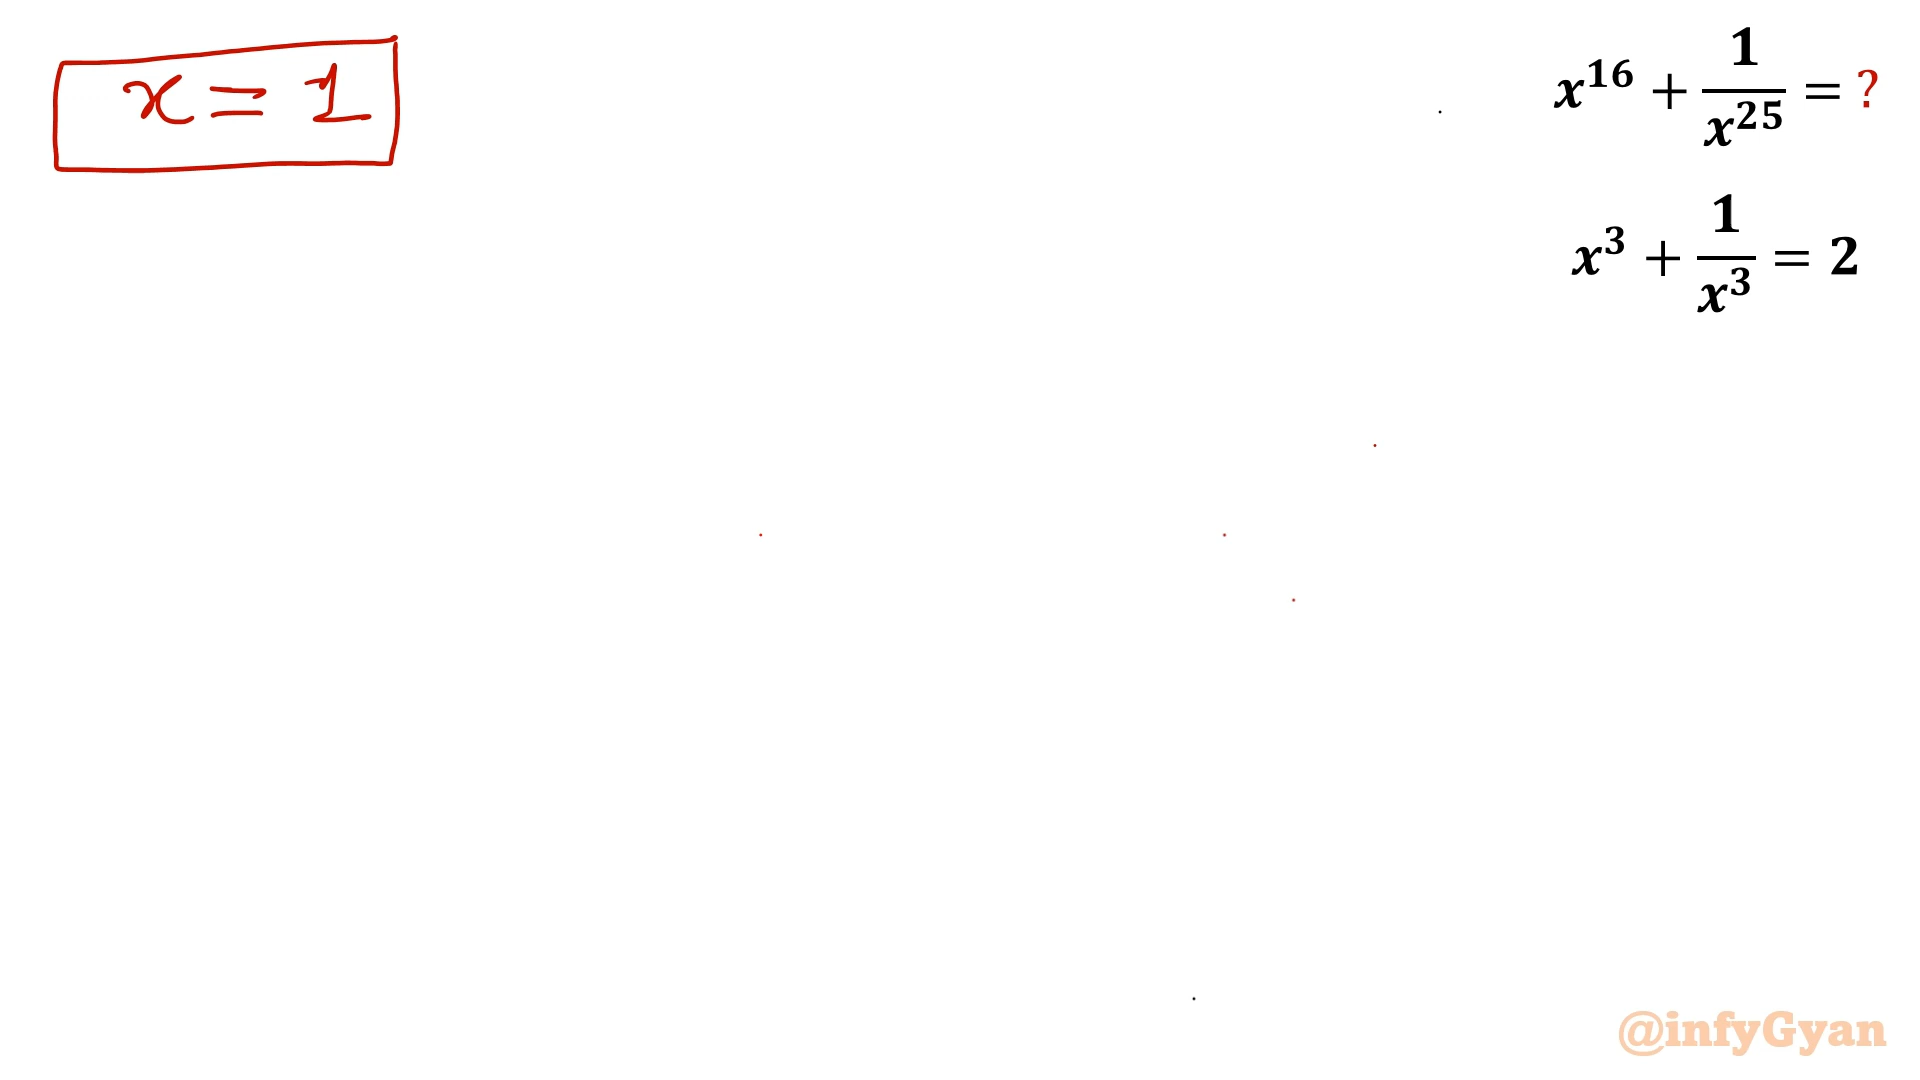 x = 1
x^16 + 1/x^25 = ?
x^3 + 1/x^3 = 2
@infyGyan